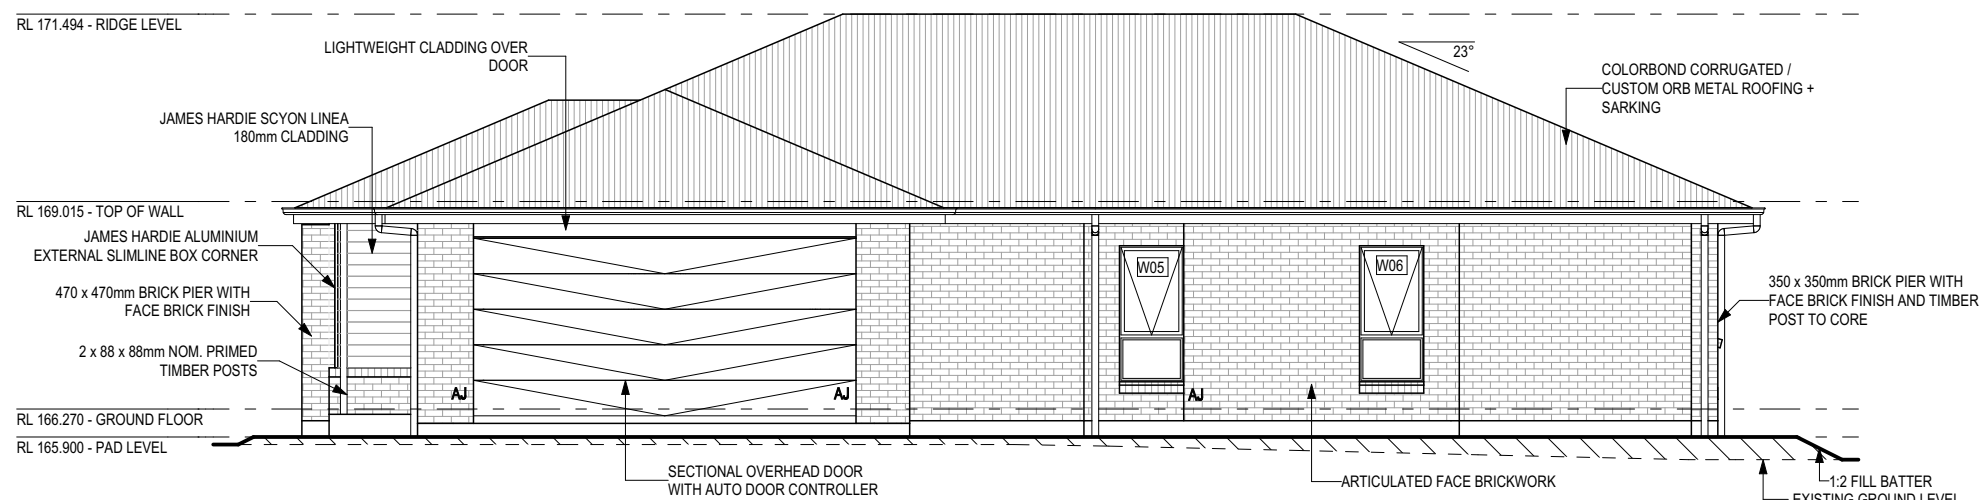 RL 171.494 - RIDGE LEVEL
LIGHTWEIGHT CLADDING OVER
DOOR
23°
COLORBOND CORRUGATED /
CUSTOM ORB METAL ROOFING +
SARKING
JAMES HARDIE SCYON LINEA
180mm CLADDING
RL 169.015 - TOP OF WALL
JAMES HARDIE ALUMINIUM
EXTERNAL SLIMLINE BOX CORNER
W05
W06
470 x 470mm BRICK PIER WITH
FACE BRICK FINISH
350 x 350mm BRICK PIER WITH
FACE BRICK FINISH AND TIMBER
POST TO CORE
2 x 88 x 88mm NOM. PRIMED
TIMBER POSTS
AJ
AJ
AJ
RL 166.270 - GROUND FLOOR
RL 165.900 - PAD LEVEL
SECTIONAL OVERHEAD DOOR
WITH AUTO DOOR CONTROLLER
ARTICULATED FACE BRICKWORK
1:2 FILL BATTER
EXISTING GROUND LEVEL